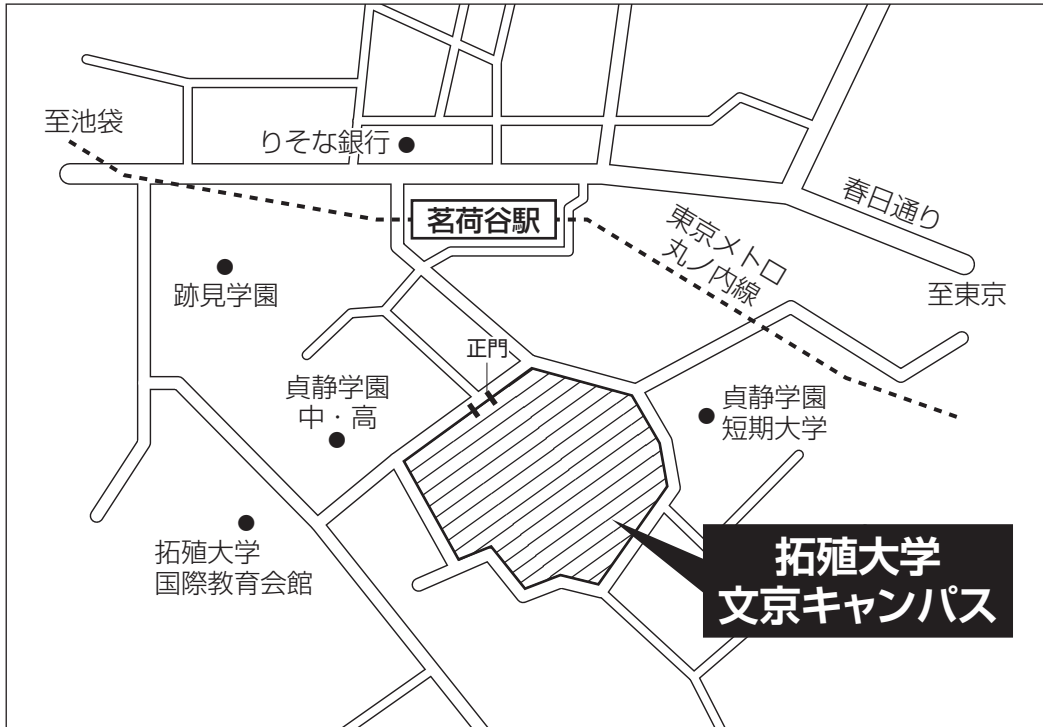 至池袋
りそな銀行
茗荷谷駅
春日通り
東京メトロ
丸ノ内線
至東京
跡見学園
正門
貞静学園
中・高
貞静学園
短期大学
拓殖大学
国際教育会館
拓殖大学
文京キャンパス